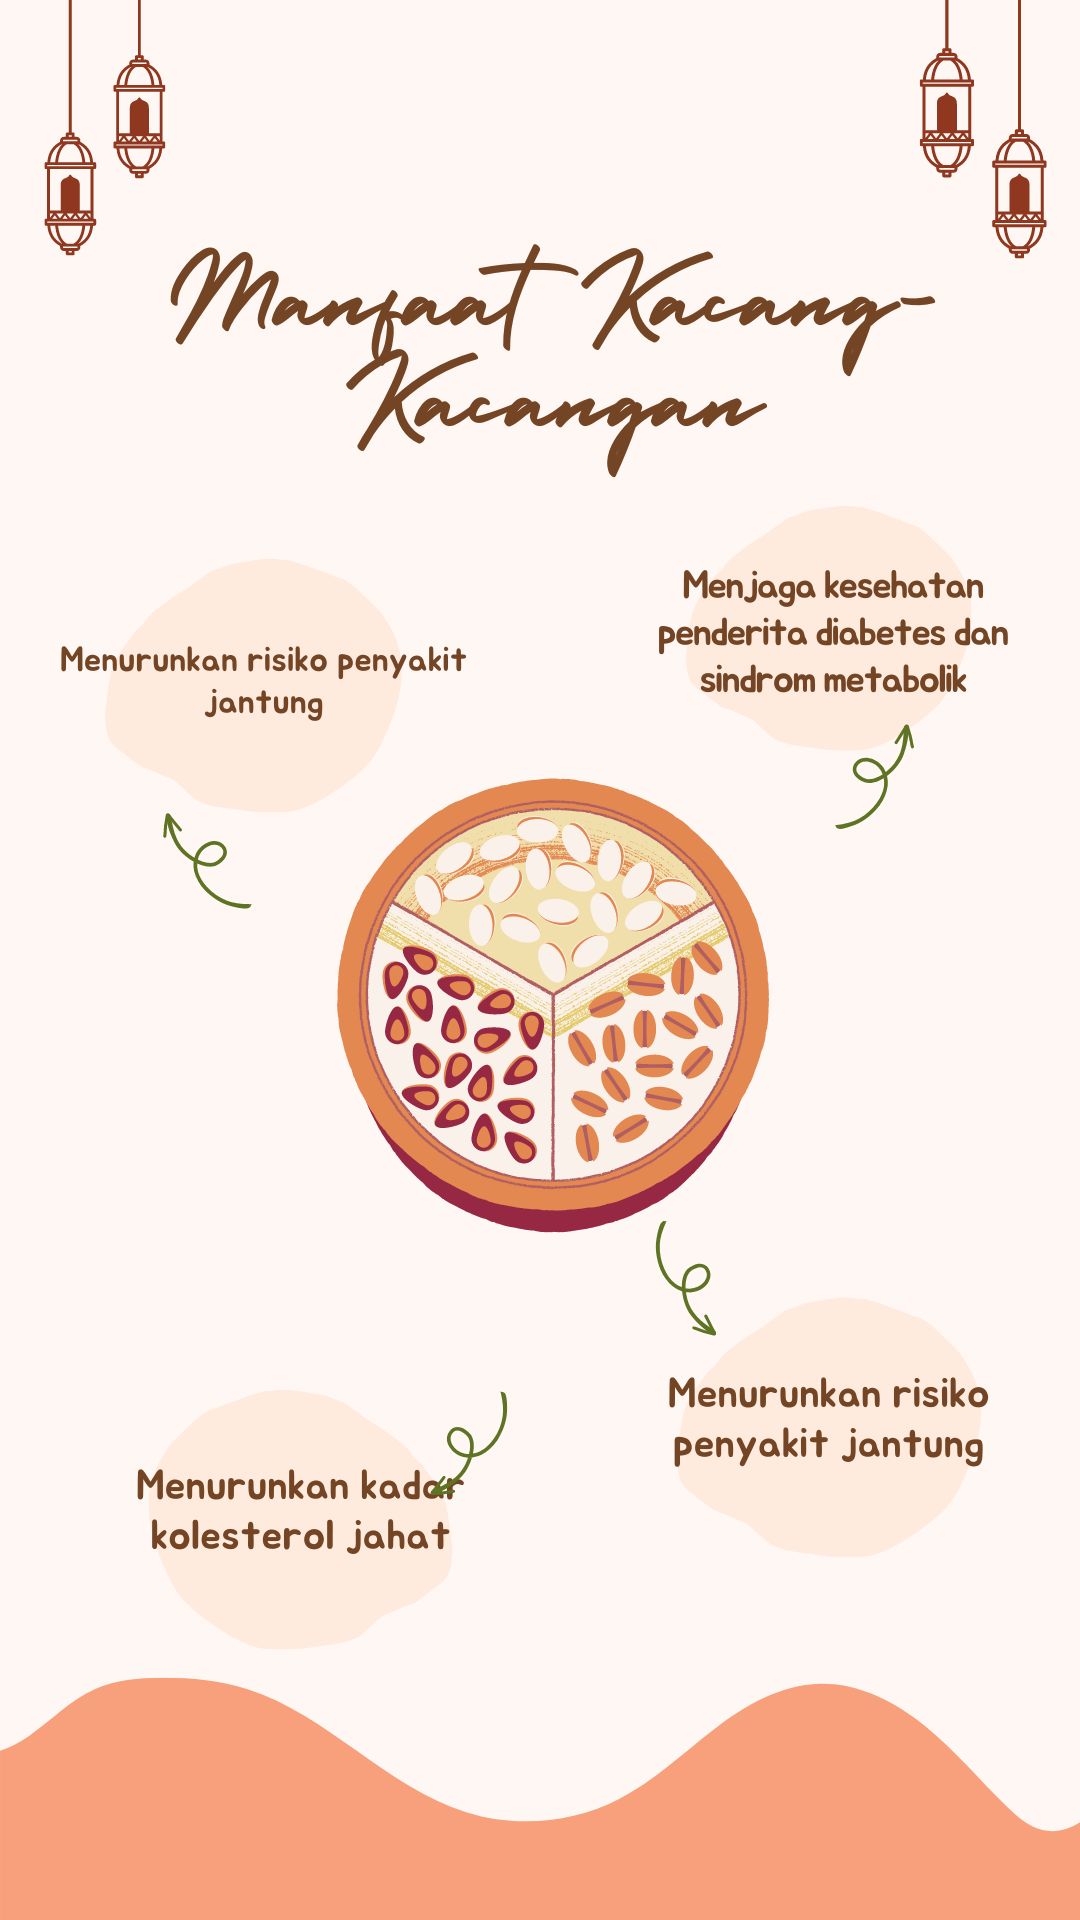 Manfaat Kacang-
Kacangan
Menurunkan risiko penyakit
jantung
Menjaga kesehatan
penderita diabetes dan
sindrom metabolik
Menurunkan risiko
penyakit jantung
Menurunkan kadar
kolesterol jahat